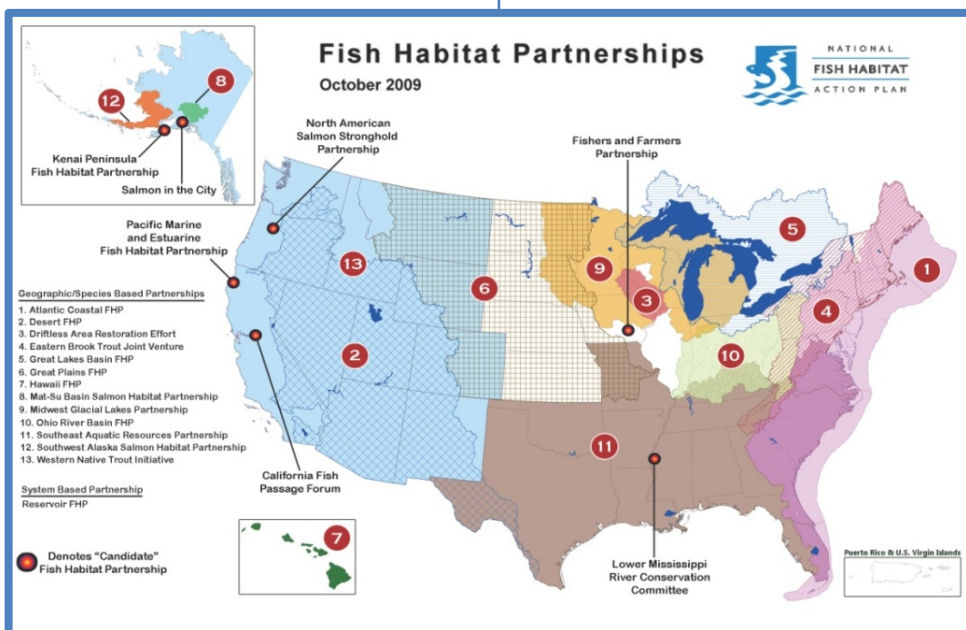 Fish Habitat Partnerships
October 2009
NATIONAL
FISH HABITAT
ACTION PLAN
8
12
Kenai Peninsula
Fish Habitat Partnership
Salmon in the City
North American
Salmon Stronghold
Partnership
Fishers and Farmers
Partnership
Pacific Marine
and Estuarine
Fish Habitat Partnership
5
13
9
6
3
1
4
2
10
11
Geographic/Species Based Partnerships
1. Atlantic Coastal FHP
2. Desert FHP
3. Driftless Area Restoration Effort
4. Eastern Brook Trout Joint Venture
5. Great Lakes Basin FHP
6. Great Plains FHP
7. Hawaii FHP
8. Mat-Su Basin Salmon Habitat Partnership
9. Midwest Glacial Lakes Partnership
10. Ohio River Basin FHP
11. Southeast Aquatic Resources Partnership
12. Southwest Alaska Salmon Habitat Partnership
13. Western Native Trout Initiative
System Based Partnership
Reservoir FHP
California Fish
Passage Forum
7
Denotes "Candidate"
Fish Habitat Partnership
Lower Mississippi
River Conservation
Committee
Puerto Rico & U.S. Virgin Islands